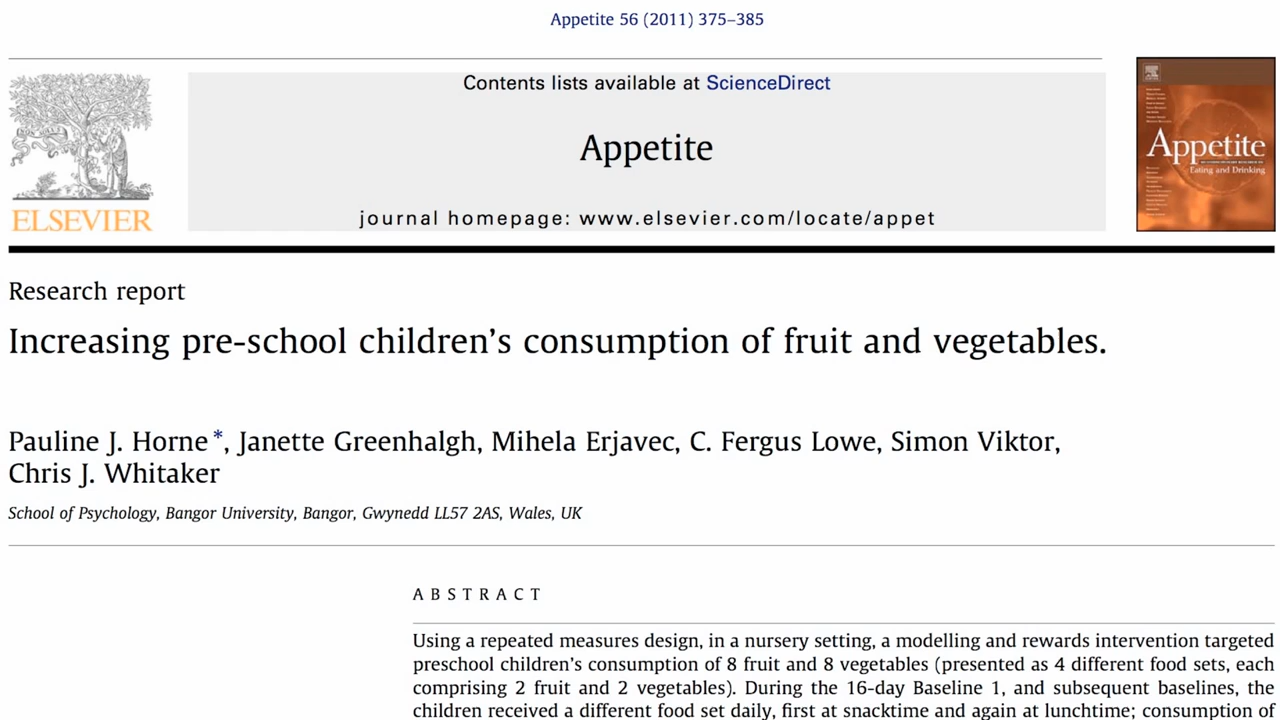 Appetite 56 (2011) 375–385
Contents lists available at ScienceDirect
Appetite
journal homepage: www.elsevier.com/locate/appet
ELSEVIER
Appetite
Eating and Drinking
Research report
Increasing pre-school children’s consumption of fruit and vegetables.
Pauline J. Horne*, Janette Greenhalgh, Mihela Erjavec, C. Fergus Lowe, Simon Viktor,
Chris J. Whitaker
School of Psychology, Bangor University, Bangor, Gwynedd LL57 2AS, Wales, UK
ABSTRACT
Using a repeated measures design, in a nursery setting, a modelling and rewards intervention targeted
preschool children’s consumption of 8 fruit and 8 vegetables (presented as 4 different food sets, each
comprising 2 fruit and 2 vegetables). During the 16-day Baseline 1, and subsequent baselines, the
children received a different food set daily, first at snacktime and again at lunchtime; consumption of